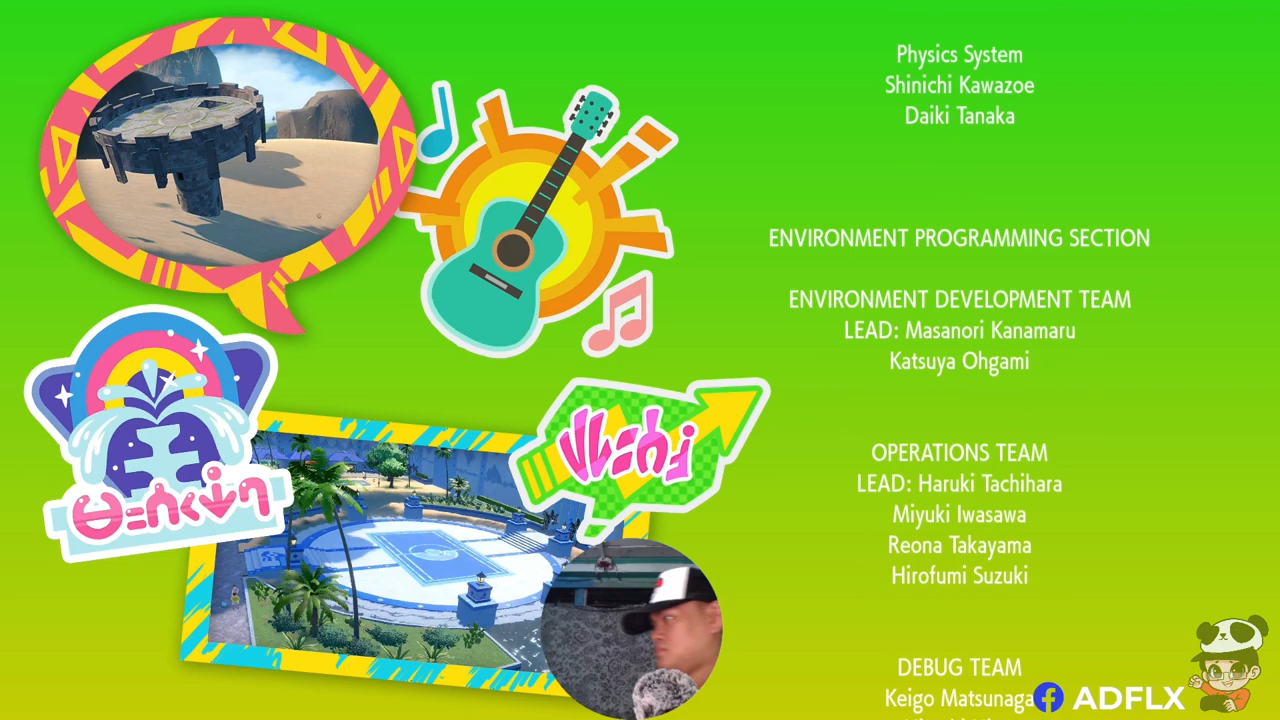 Physics System
Shinichi Kawazoe
Daiki Tanaka
ENVIRONMENT PROGRAMMING SECTION
ENVIRONMENT DEVELOPMENT TEAM
LEAD: Masanori Kanamaru
Katsuya Ohgami
OPERATIONS TEAM
LEAD: Haruki Tachihara
Miyuki Iwasawa
Reona Takayama
Hirofumi Suzuki
DEBUG TEAM
Keigo Matsunaga
ADFLX